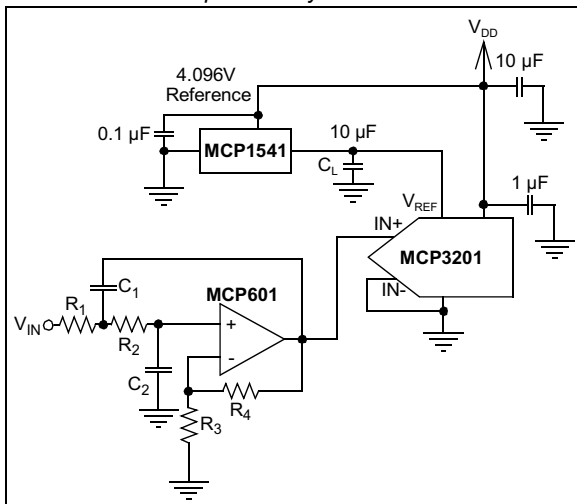 V_DD
10 µF
4.096V
Reference
0.1 µF
10 µF
MCP1541
C_L
1 µF
V_REF
IN+
MCP3201
IN-
C_1
MCP601
R_1
V_IN
R_2
+
-
C_2
R_4
R_3